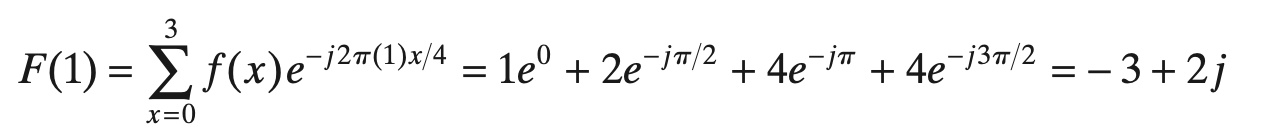 F(1) = ∑_{x=0}^{3} f(x)e^{-j2π(1)x/4} = 1e^{0} + 2e^{-jπ/2} + 4e^{-jπ} + 4e^{-j3π/2} = -3 + 2j